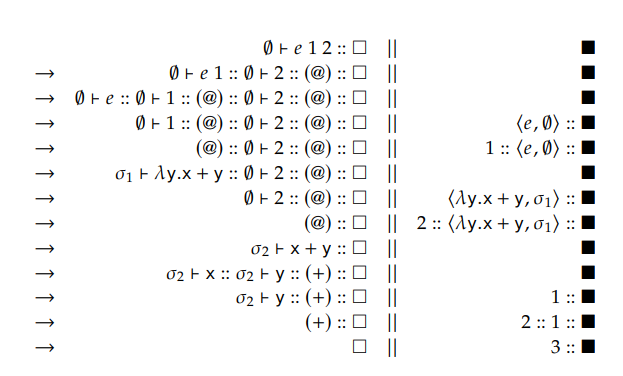 ∅ ⊢ e 1 2 :: □ || ■
→ ∅ ⊢ e 1 :: ∅ ⊢ 2 :: (@) :: □ || ■
→ ∅ ⊢ e :: ∅ ⊢ 1 :: (@) :: ∅ ⊢ 2 :: (@) :: □ || ■
→ ∅ ⊢ 1 :: (@) :: ∅ ⊢ 2 :: (@) :: □ || ⟨e, ∅⟩ :: ■
→ (@) :: ∅ ⊢ 2 :: (@) :: □ || 1 :: ⟨e, ∅⟩ :: ■
→ σ₁ ⊢ λy.x + y :: ∅ ⊢ 2 :: (@) :: □ || ■
→ ∅ ⊢ 2 :: (@) :: □ || ⟨λy.x + y, σ₁⟩ :: ■
→ (@) :: □ || 2 :: ⟨λy.x + y, σ₁⟩ :: ■
→ σ₂ ⊢ x + y :: □ || ■
→ σ₂ ⊢ x :: σ₂ ⊢ y :: (+) :: □ || ■
→ σ₂ ⊢ y :: (+) :: □ || 1 :: ■
→ (+) :: □ || 2 :: 1 :: ■
→ □ || 3 :: ■